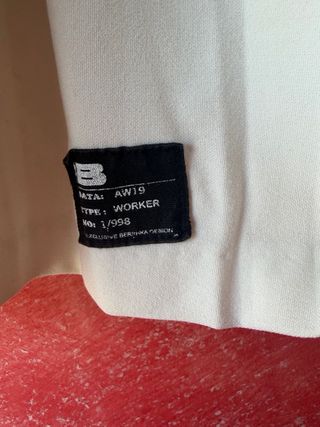 B
DATA: AW19
TYPE: WORKER
NO: 1/998
EXCLUSIVE BERSHKA DESIGN